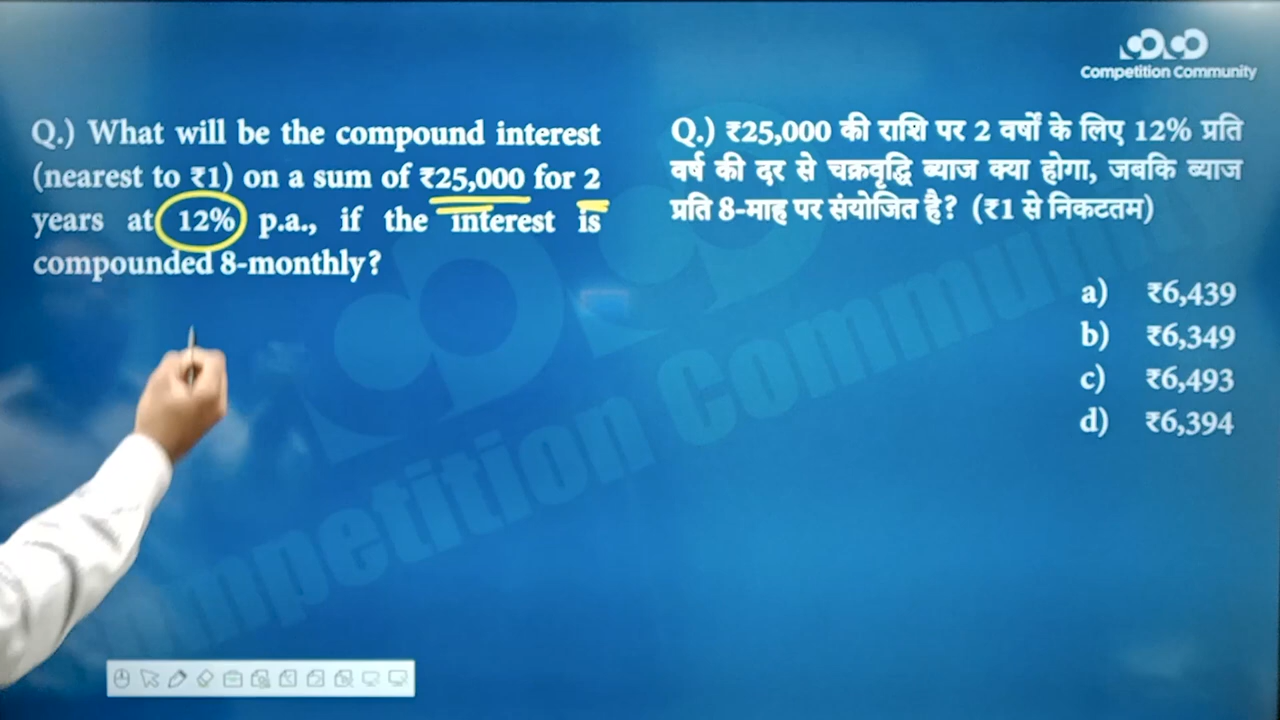 Competition Community
Q.) What will be the compound interest
(nearest to ₹1) on a sum of ₹25,000 for 2
years at 12% p.a., if the interest is
compounded 8-monthly?
Q.) ₹25,000 की राशि पर 2 वर्षों के लिए 12% प्रति
वर्ष की दर से चक्रवृद्धि ब्याज क्या होगा, जबकि ब्याज
प्रति 8-माह पर संयोजित है? (₹1 से निकटतम)
a) ₹6,439
b) ₹6,349
c) ₹6,493
d) ₹6,394
Competition Community